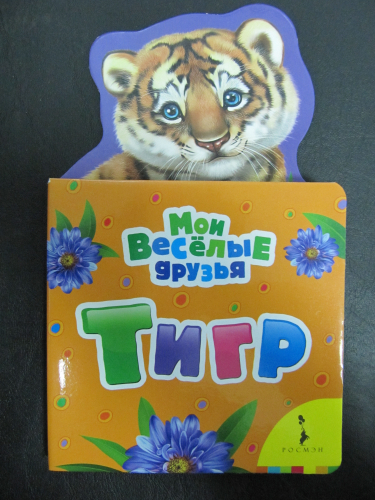 Мои
Весёлые
друзья
Тигр
РОСМЭН